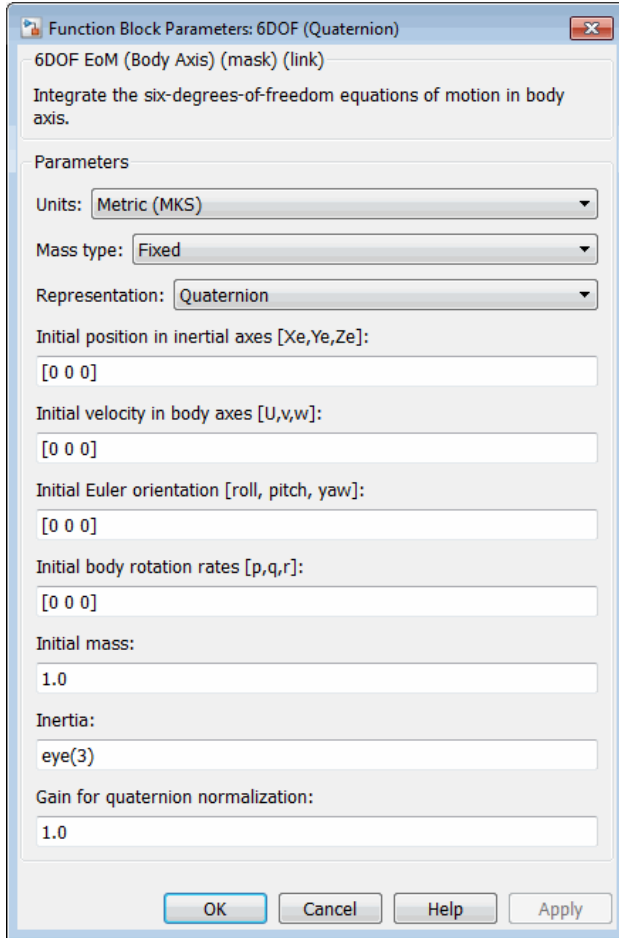 Function Block Parameters: 6DOF (Quaternion)
6DOF EoM (Body Axis) (mask) (link)
Integrate the six-degrees-of-freedom equations of motion in body
axis.
Parameters
Units: Metric (MKS)
Mass type: Fixed
Representation: Quaternion
Initial position in inertial axes [Xe,Ye,Ze]:
[0 0 0]
Initial velocity in body axes [U,v,w]:
[0 0 0]
Initial Euler orientation [roll, pitch, yaw]:
[0 0 0]
Initial body rotation rates [p,q,r]:
[0 0 0]
Initial mass:
1.0
Inertia:
eye(3)
Gain for quaternion normalization:
1.0
OK Cancel Help Apply